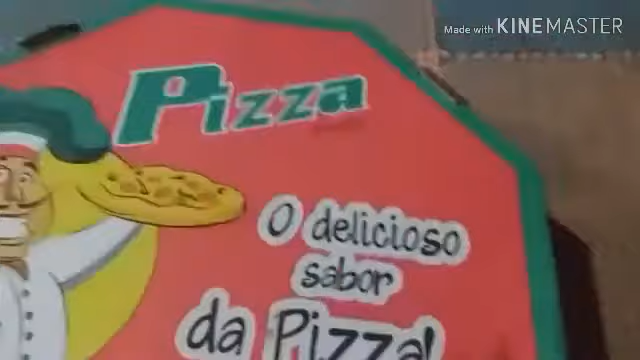 Made with KINEMASTER
Pizza
O delicioso
sabor
da Pizza!